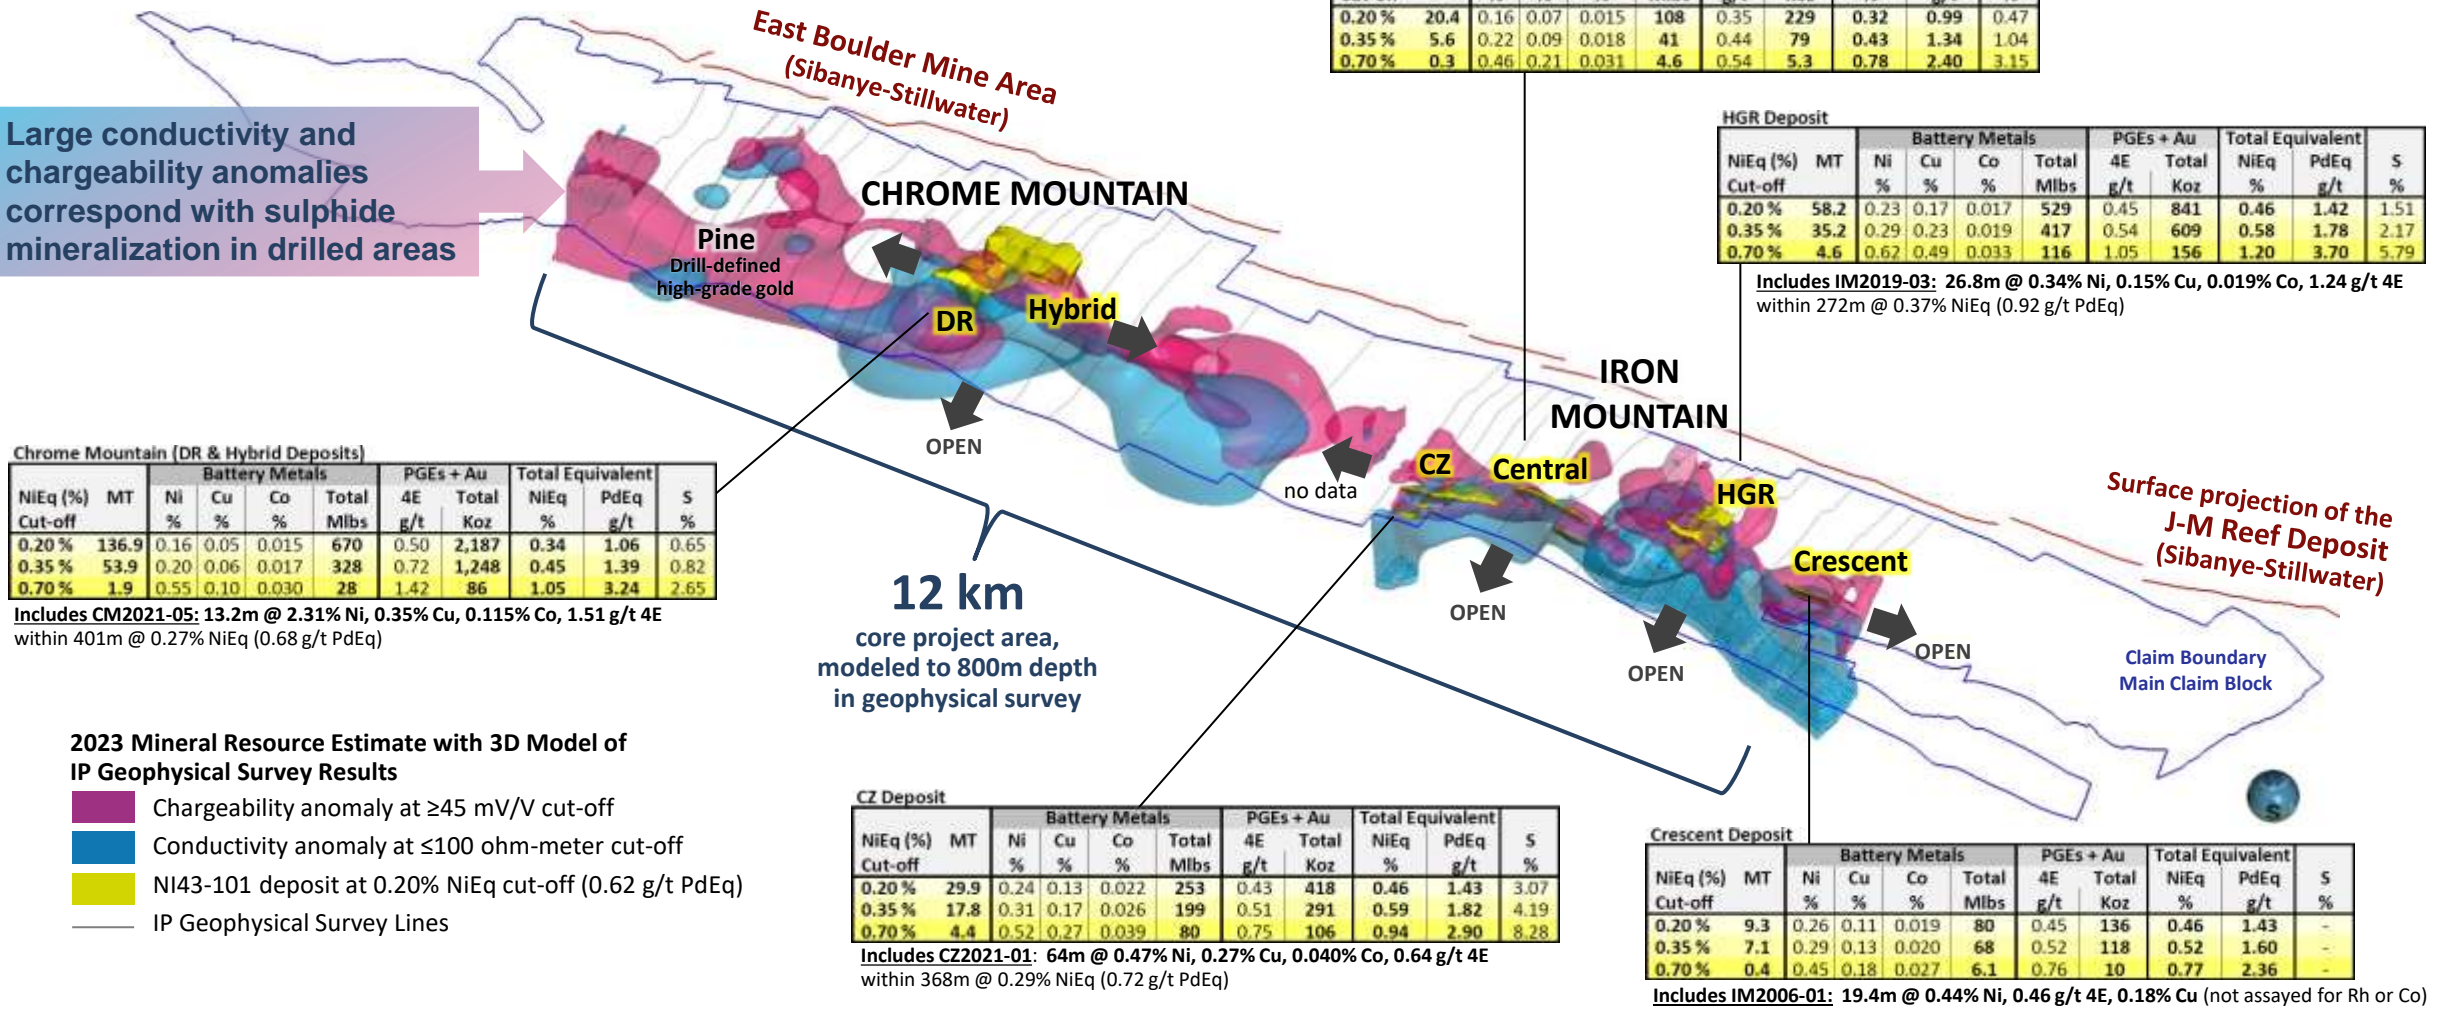 0.20 % 20.4 0.16 0.07 0.015 108 0.35 229 0.32 0.99 0.47
0.35 % 5.6 0.22 0.09 0.018 41 0.44 79 0.43 1.34 1.04
0.70 % 0.3 0.46 0.21 0.031 4.6 0.54 5.3 0.78 2.40 3.15
East Boulder Mine Area
(Sibanye-Stillwater)
Large conductivity and
chargeability anomalies
correspond with sulphide
mineralization in drilled areas
HGR Deposit
Battery Metals PGEs + Au Total Equivalent
NiEq (%) MT Ni Cu Co Total 4E Total NiEq PdEq S
Cut-off % % % Mlbs g/t Koz % g/t %
0.20 % 58.2 0.23 0.17 0.017 529 0.45 841 0.46 1.42 1.51
0.35 % 35.2 0.29 0.23 0.019 417 0.54 609 0.58 1.78 2.17
0.70 % 4.6 0.62 0.49 0.033 116 1.05 156 1.20 3.70 5.79
Includes IM2019-03: 26.8m @ 0.34% Ni, 0.15% Cu, 0.019% Co, 1.24 g/t 4E
within 272m @ 0.37% NiEq (0.92 g/t PdEq)
CHROME MOUNTAIN
Pine
Drill-defined
high-grade gold
DR
Hybrid
OPEN
IRON
MOUNTAIN
CZ
Central
HGR
no data
Crescent
OPEN
OPEN
OPEN
Surface projection of the
J-M Reef Deposit
(Sibanye-Stillwater)
Claim Boundary
Main Claim Block
Chrome Mountain (DR & Hybrid Deposits)
Battery Metals PGEs + Au Total Equivalent
NiEq (%) MT Ni Cu Co Total 4E Total NiEq PdEq S
Cut-off % % % Mlbs g/t Koz % g/t %
0.20 % 136.9 0.16 0.05 0.015 670 0.50 2,187 0.34 1.06 0.65
0.35 % 53.9 0.20 0.06 0.017 328 0.72 1,248 0.45 1.39 0.82
0.70 % 1.9 0.55 0.10 0.030 28 1.42 86 1.05 3.24 2.65
Includes CM2021-05: 13.2m @ 2.31% Ni, 0.35% Cu, 0.115% Co, 1.51 g/t 4E
within 401m @ 0.27% NiEq (0.68 g/t PdEq)
12 km
core project area,
modeled to 800m depth
in geophysical survey
2023 Mineral Resource Estimate with 3D Model of
IP Geophysical Survey Results
Chargeability anomaly at ≥45 mV/V cut-off
Conductivity anomaly at ≤100 ohm-meter cut-off
NI43-101 deposit at 0.20% NiEq cut-off (0.62 g/t PdEq)
IP Geophysical Survey Lines
CZ Deposit
Battery Metals PGEs + Au Total Equivalent
NiEq (%) MT Ni Cu Co Total 4E Total NiEq PdEq S
Cut-off % % % Mlbs g/t Koz % g/t %
0.20 % 29.9 0.24 0.13 0.022 253 0.43 418 0.46 1.43 3.07
0.35 % 17.8 0.31 0.17 0.026 199 0.51 291 0.59 1.82 4.19
0.70 % 4.4 0.52 0.27 0.039 80 0.75 106 0.94 2.90 8.28
Includes CZ2021-01: 64m @ 0.47% Ni, 0.27% Cu, 0.040% Co, 0.64 g/t 4E
within 368m @ 0.29% NiEq (0.72 g/t PdEq)
S
Crescent Deposit
Battery Metals PGEs + Au Total Equivalent
NiEq (%) MT Ni Cu Co Total 4E Total NiEq PdEq S
Cut-off % % % Mlbs g/t Koz % g/t %
0.20 % 9.3 0.26 0.11 0.019 80 0.45 136 0.46 1.43 -
0.35 % 7.1 0.29 0.13 0.020 68 0.52 118 0.52 1.60 -
0.70 % 0.4 0.45 0.18 0.027 6.1 0.76 10 0.77 2.36 -
Includes IM2006-01: 19.4m @ 0.44% Ni, 0.46 g/t 4E, 0.18% Cu (not assayed for Rh or Co)